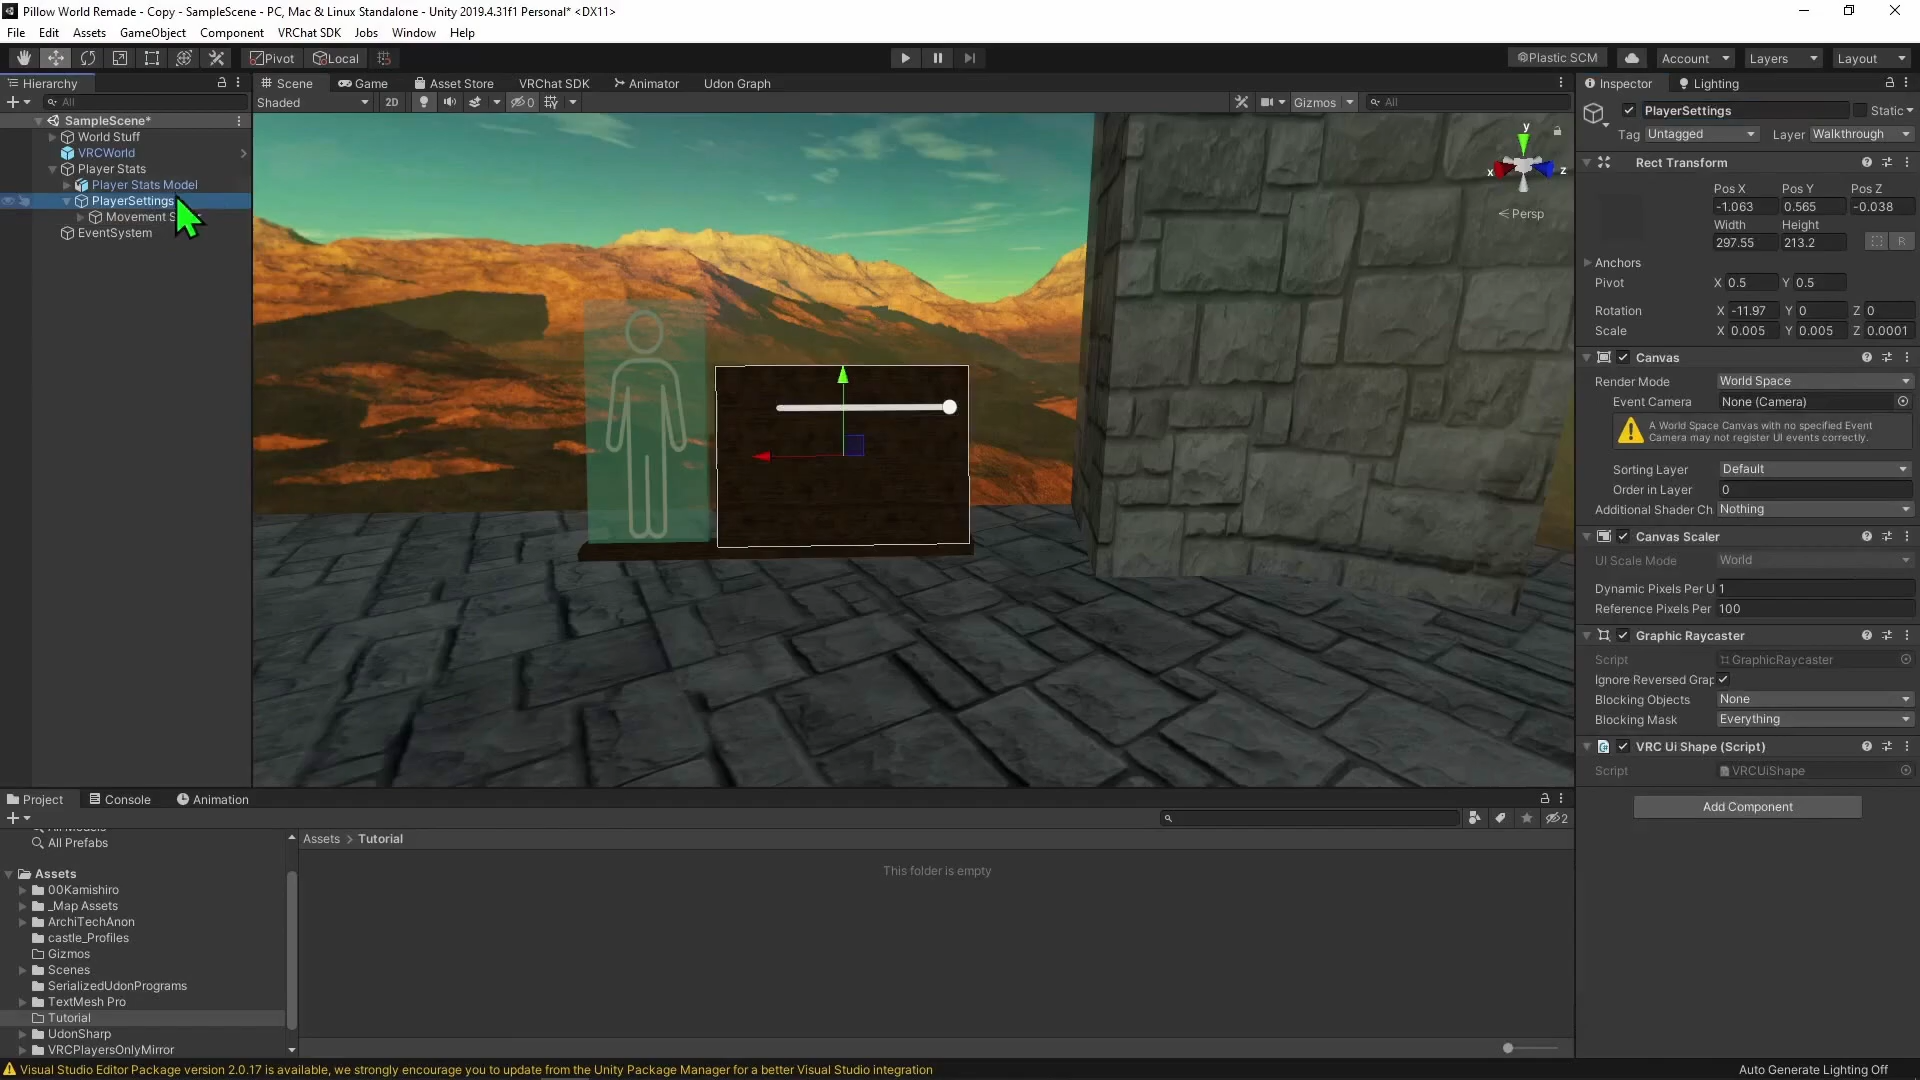 Pillow World Remade - Copy - SampleScene - PC, Mac & Linux Standalone - Unity 2019.4.31f1 Personal* <DX11>
File Edit Assets GameObject Component VRChat SDK Jobs Window Help
Pivot Local Plastic SCM Account Layers Layout
Hierarchy
All
SampleScene*
World Stuff
VRCWorld
Player Stats
Player Stats Model
PlayerSettings
Movement S
EventSystem
Scene Game Asset Store VRChat SDK Animator Udon Graph
Shaded 2D 0 Gizmos All
y
x z
Persp
Inspector Lighting
PlayerSettings Static
Tag Untagged Layer Walkthrough
Rect Transform
Pos X Pos Y Pos Z
-1.063 0.565 -0.038
Width Height
297.55 213.2 R
Anchors
Pivot X 0.5 Y 0.5
Rotation X -11.97 Y 0 Z 0
Scale X 0.005 Y 0.005 Z 0.0001
Canvas
Render Mode World Space
Event Camera None (Camera)
A World Space Canvas with no specified Event
Camera may not register UI events correctly.
Sorting Layer Default
Order in Layer 0
Additional Shader Ch Nothing
Canvas Scaler
UI Scale Mode World
Dynamic Pixels Per U 1
Reference Pixels Per 100
Graphic Raycaster
Script GraphicRaycaster
Ignore Reversed Grap
Blocking Objects None
Blocking Mask Everything
VRC Ui Shape (Script)
Script VRCUiShape
Add Component
Project Console Animation
2
All Models
All Prefabs
Assets
00Kamishiro
_Map Assets
ArchiTechAnon
castle_Profiles
Gizmos
Scenes
SerializedUdonPrograms
TextMesh Pro
Tutorial
UdonSharp
VRCPlayersOnlyMirror
Assets > Tutorial
This folder is empty
Visual Studio Editor Package version 2.0.17 is available, we strongly encourage you to update from the Unity Package Manager for a better Visual Studio integration
Auto Generate Lighting Off